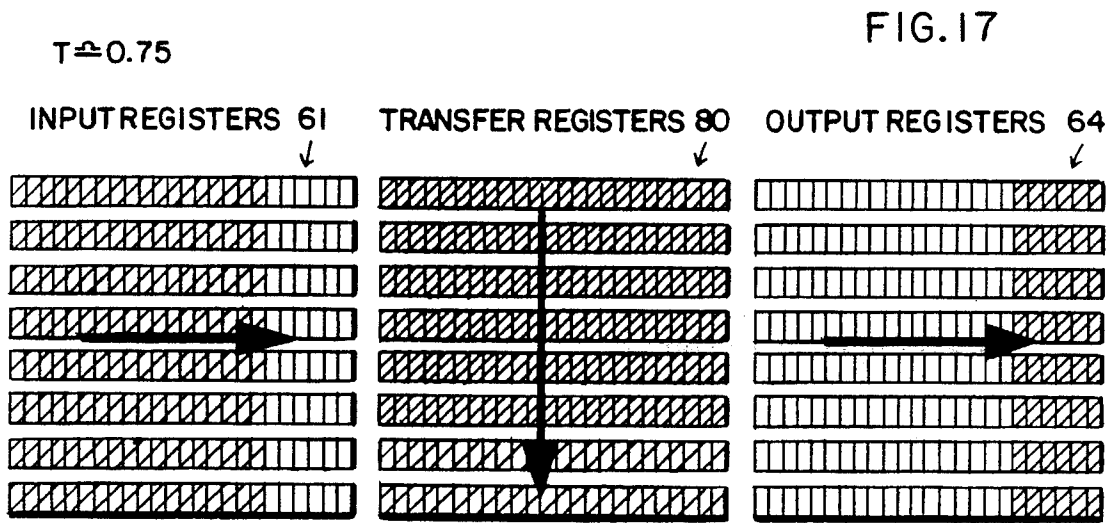 FIG.17
T≏0.75
INPUT REGISTERS 61
TRANSFER REGISTERS 80
OUTPUT REGISTERS 64